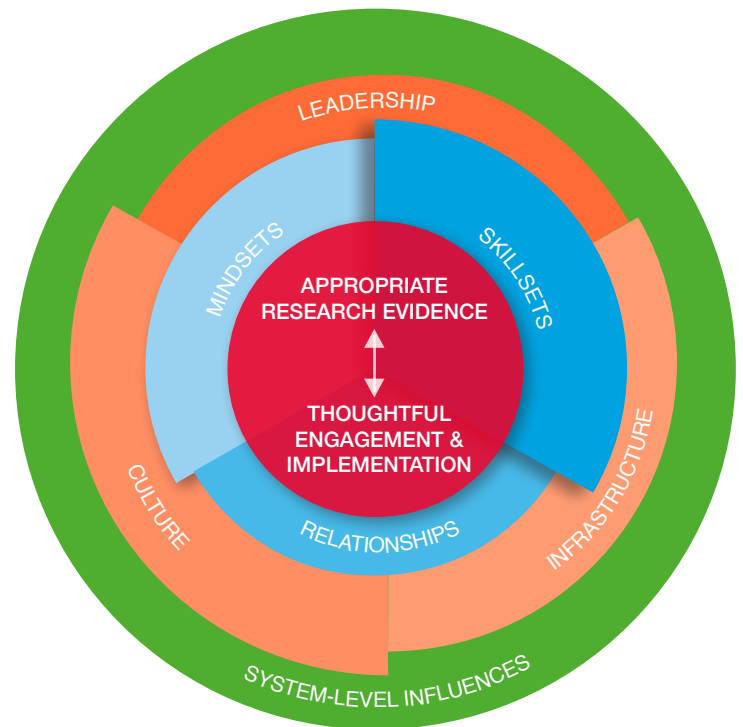 LEADERSHIP
MINDSETS
SKILLSETS
APPROPRIATE
RESEARCH EVIDENCE
THOUGHTFUL
ENGAGEMENT &
IMPLEMENTATION
RELATIONSHIPS
CULTURE
INFRASTRUCTURE
SYSTEM-LEVEL INFLUENCES